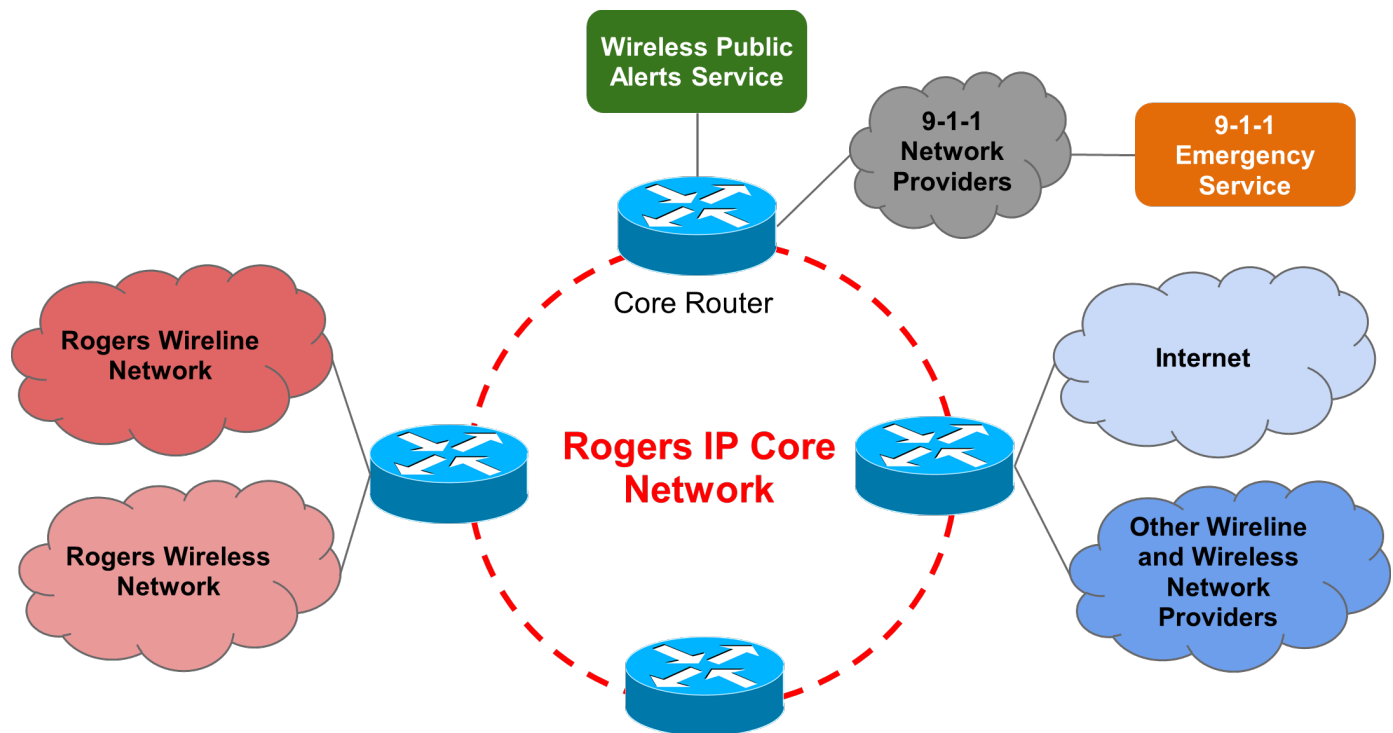 Wireless Public
Alerts Service
9-1-1
Network
Providers
9-1-1
Emergency
Service
Core Router
Rogers Wireline
Network
Internet
Rogers IP Core
Network
Rogers Wireless
Network
Other Wireline
and Wireless
Network
Providers